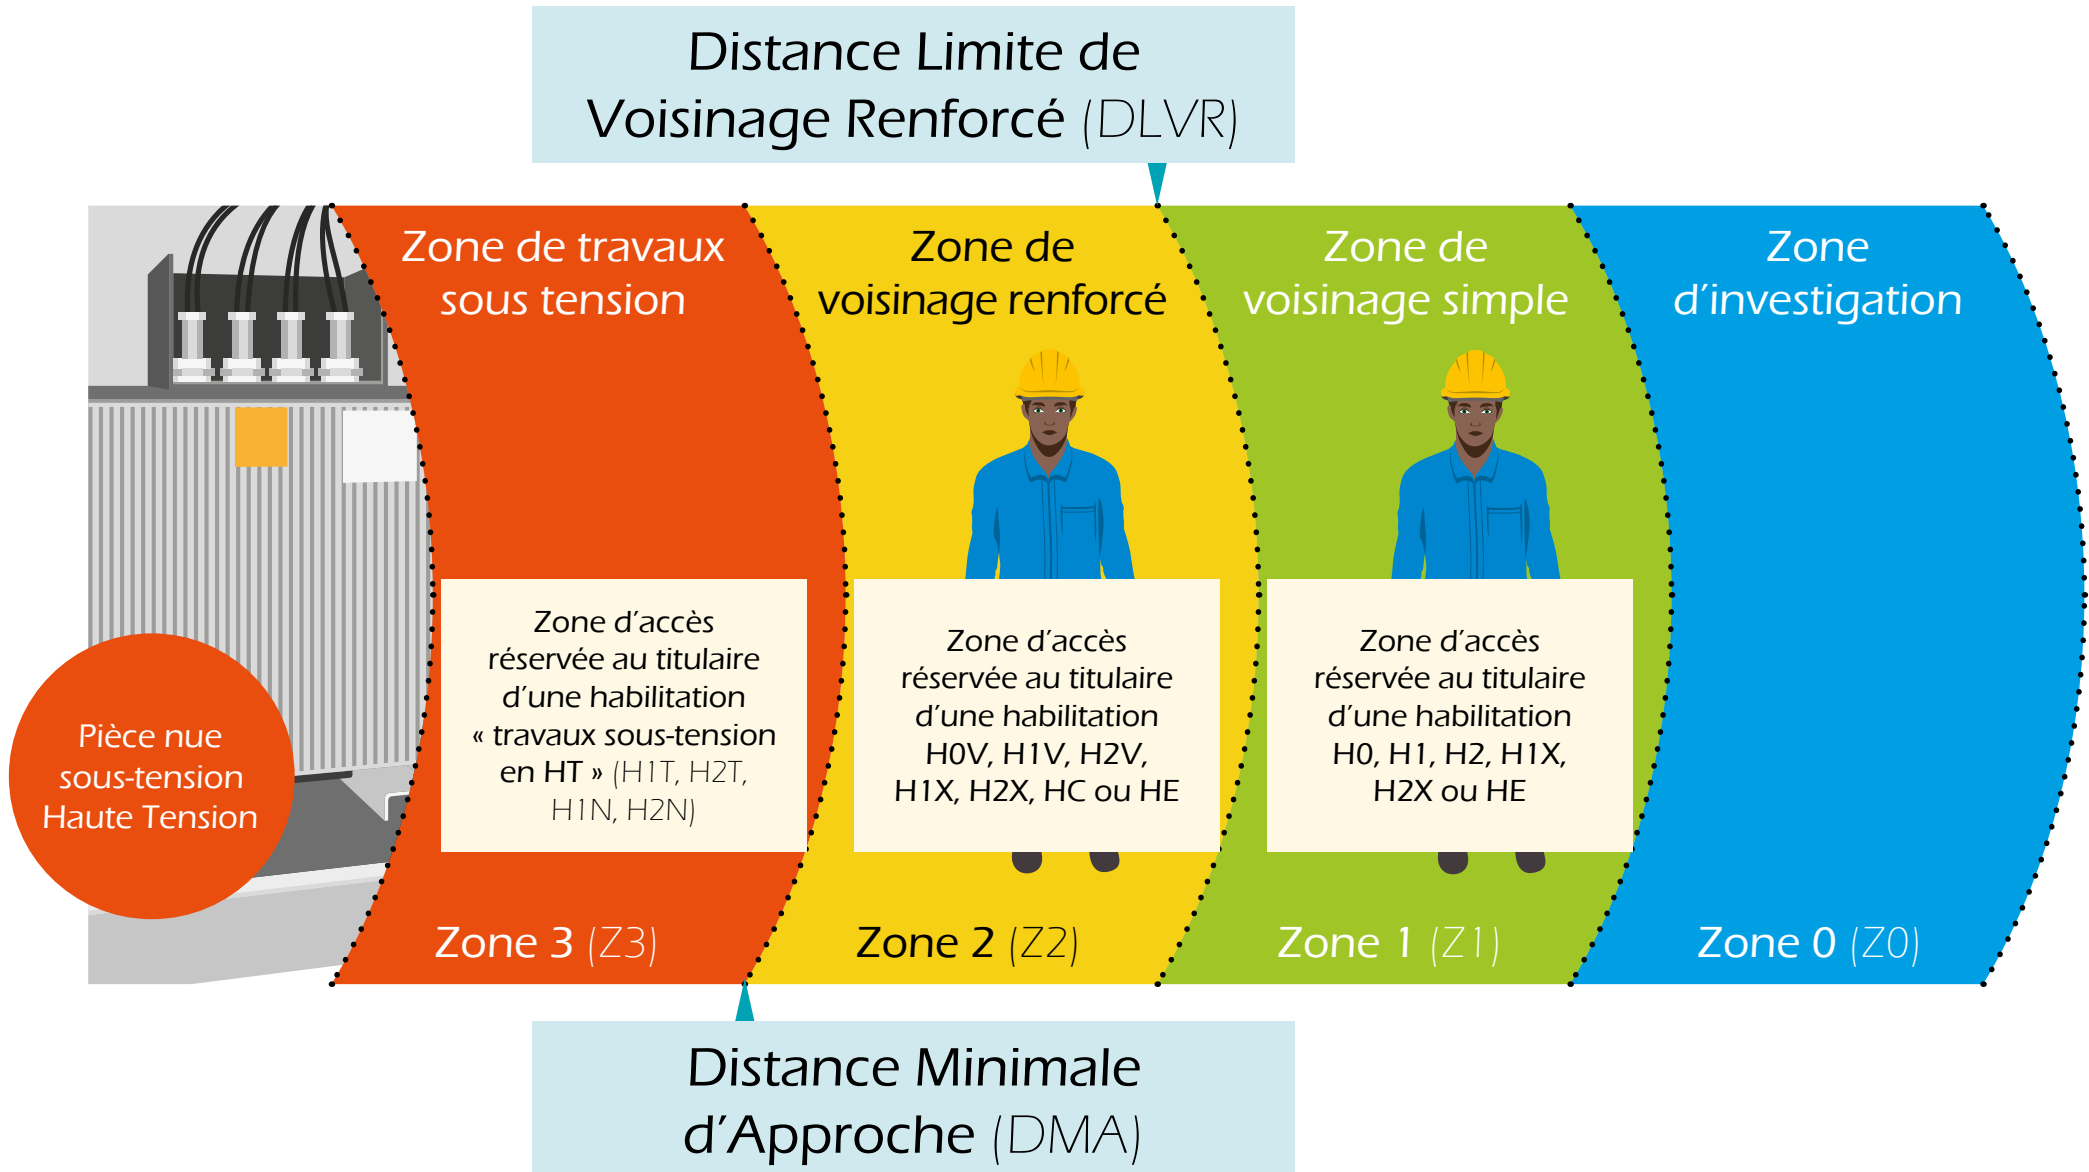 Distance Limite de
Voisinage Renforcé (DLVR)
Zone de travaux
sous tension
Zone de
voisinage renforcé
Zone de
voisinage simple
Zone
d'investigation
Pièce nue
sous-tension
Haute Tension
Zone d'accès
réservée au titulaire
d'une habilitation
« travaux sous-tension
en HT » (H1T, H2T,
H1N, H2N)
Zone d'accès
réservée au titulaire
d'une habilitation
H0V, H1V, H2V,
H1X, H2X, HC ou HE
Zone d'accès
réservée au titulaire
d'une habilitation
H0, H1, H2, H1X,
H2X ou HE
Zone 3 (Z3)
Zone 2 (Z2)
Zone 1 (Z1)
Zone 0 (Z0)
Distance Minimale
d'Approche (DMA)